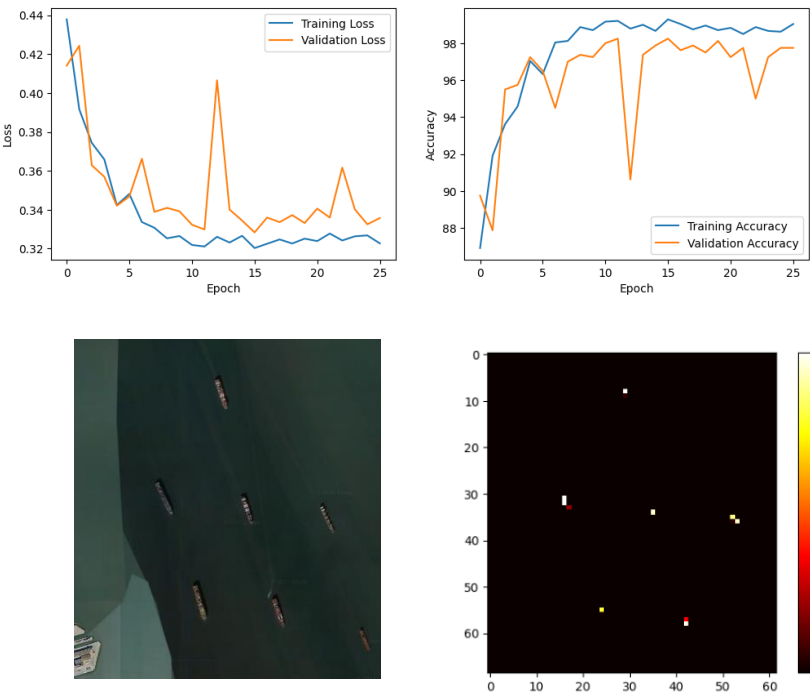 0.44
0.42
0.40
0.38
0.36
0.34
0.32
Loss
0 5 10 15 20 25
Epoch
Training Loss
Validation Loss
98
96
94
92
90
88
Accuracy
0 5 10 15 20 25
Epoch
Training Accuracy
Validation Accuracy
0
10
20
30
40
50
60
0 10 20 30 40 50 60